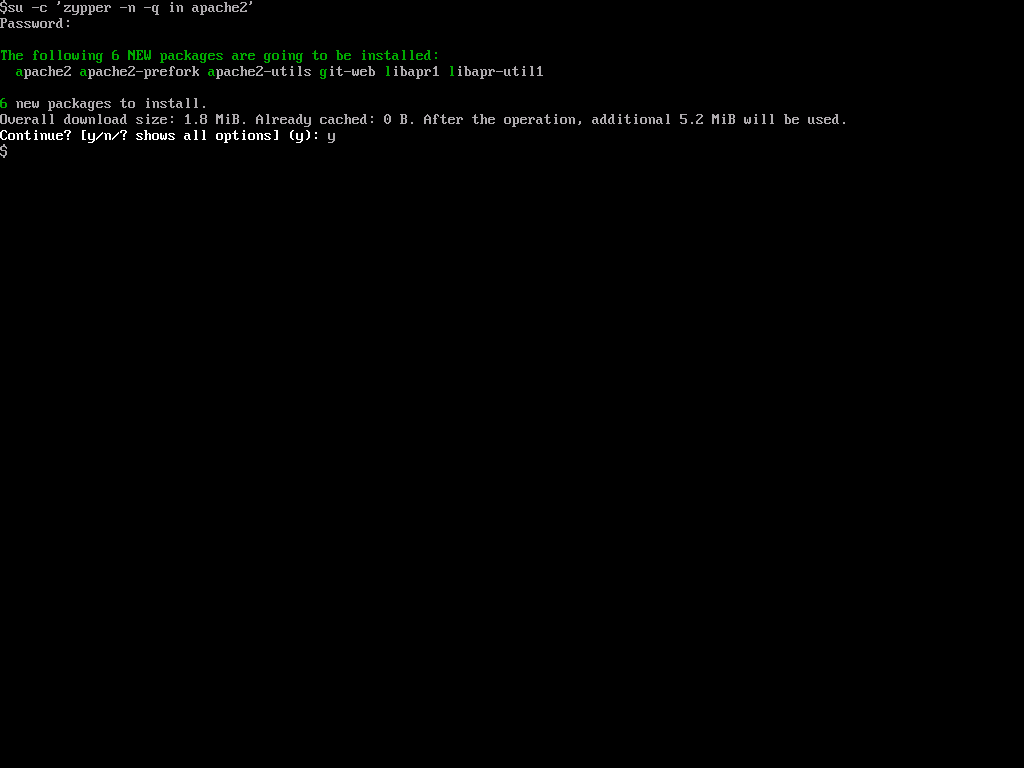 $su -c 'zypper -n -q in apache2'
Password:
The following 6 NEW packages are going to be installed:
  apache2 apache2-prefork apache2-utils git-web libapr1 libapr-util1
6 new packages to install.
Overall download size: 1.8 MiB. Already cached: 0 B. After the operation, additional 5.2 MiB will be used.
Continue? [y/n/? shows all options] (y): y
$